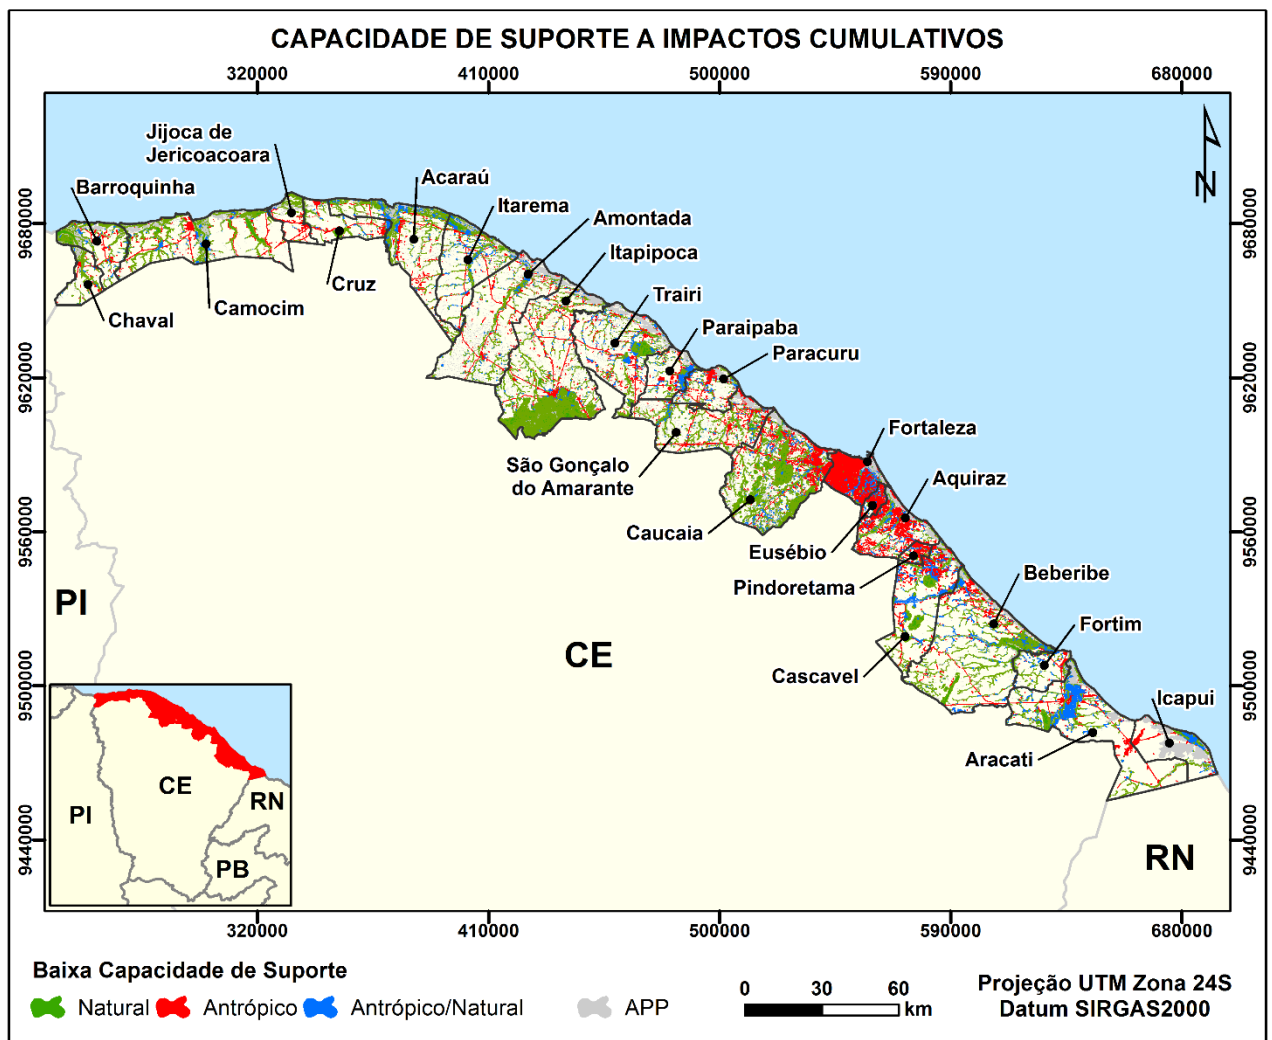 CAPACIDADE DE SUPORTE A IMPACTOS CUMULATIVOS
320000 410000 500000 590000 680000
9680000 9680000
9620000 9620000
9560000 9560000
9500000 9500000
9440000 9440000
N
Jijoca de
Jericoacoara
Barroquinha
Acaraú
Itarema
Amontada
Itapipoca
Trairi
Paraipaba
Paracuru
Chaval
Camocim
Cruz
São Gonçalo
do Amarante
Caucaia
Fortaleza
Aquiraz
Eusébio
Pindoretama
Beberibe
Fortim
Cascavel
Icapui
Aracati
PI
CE
RN
CE
PI
RN
PB
320000 410000 500000 590000 680000
Baixa Capacidade de Suporte
Natural Antrópico Antrópico/Natural APP
0 30 60
km
Projeção UTM Zona 24S
Datum SIRGAS2000